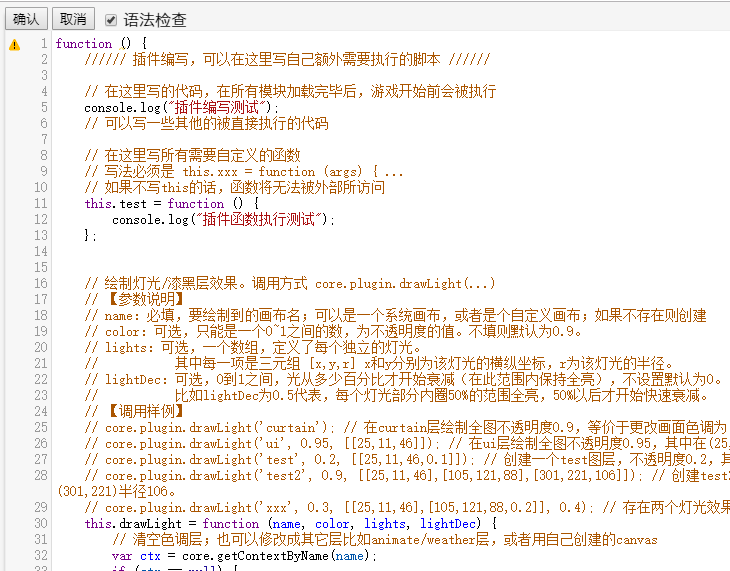 确认 取消 语法检查
1 function () {
2 ////// 插件编写，可以在这里写自己额外需要执行的脚本 //////
3
4 // 在这里写的代码，在所有模块加载完毕后，游戏开始前会被执行
5 console.log("插件编写测试");
6 // 可以写一些其他的被直接执行的代码
7
8 // 在这里写所有需要自定义的函数
9 // 写法必须是 this.xxx = function (args) { ...
10 // 如果不写this的话，函数将无法被外部所访问
11 this.test = function () {
12 console.log("插件函数执行测试");
13 };
14
15
16 // 绘制灯光/漆黑层效果。调用方式 core.plugin.drawLight(...)
17 // 【参数说明】
18 // name：必填，要绘制到的画布名；可以是一个系统画布，或者是个自定义画布；如果不存在则创建
19 // color：可选，只能是一个0~1之间的数，为不透明度的值。不填则默认为0.9。
20 // lights：可选，一个数组，定义了每个独立的灯光。
21 // 其中每一项是三元组 [x,y,r] x和y分别为该灯光的横纵坐标，r为该灯光的半径。
22 // lightDec：可选，0到1之间，光从多少百分比才开始衰减（在此范围内保持全亮），不设置默认为0。
23 // 比如lightDec为0.5代表，每个灯光部分内圈50%的范围全亮，50%以后才开始快速衰减。
24 // 【调用样例】
25 // core.plugin.drawLight('curtain'); // 在curtain层绘制全图不透明度0.9，等价于更改画面色调为
26 // core.plugin.drawLight('ui', 0.95, [[25,11,46]]); // 在ui层绘制全图不透明度0.95，其中在(25,
27 // core.plugin.drawLight('test', 0.2, [[25,11,46,0.1]]); // 创建一个test图层，不透明度0.2，其
28 // core.plugin.drawLight('test2', 0.9, [[25,11,46],[105,121,88],[301,221,106]]); // 创建test2
(301,221)半径106。
29 // core.plugin.drawLight('xxx', 0.3, [[25,11,46],[105,121,88,0.2]], 0.4); // 存在两个灯光效果
30 this.drawLight = function (name, color, lights, lightDec) {
31 // 清空色调层；也可以修改成其它层比如animate/weather层，或者用自己创建的canvas
32 var ctx = core.getContextByName(name);
33 if (ctx == null) {